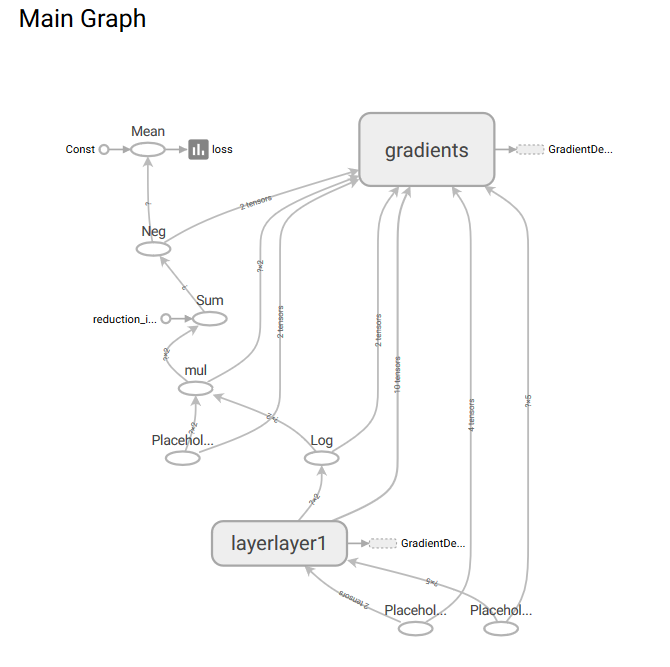 Main Graph
Mean
Const
loss
gradients
GradientDe...
?
2 tensors
Neg
?×2
?
Sum
reduction_i...
2 tensors
2 tensors
?×2
mul
10 tensors
?×5
4 tensors
?×2
?×2
Placehol...
Log
?×2
layerlayer1
GradientDe...
?×5
2 tensors
Placehol...
Placehol...